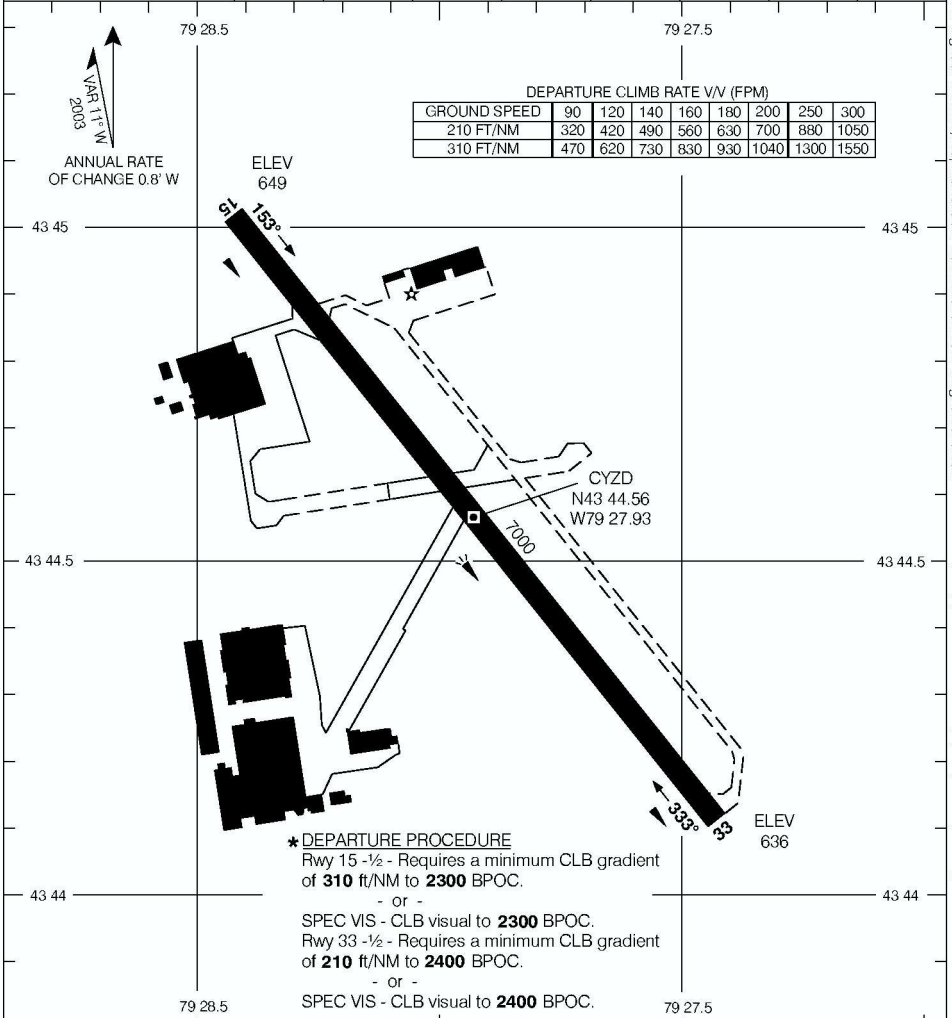 79 28.5
79 27.5
VAR 11° W
2003
ANNUAL RATE
OF CHANGE 0.8' W
DEPARTURE CLIMB RATE V/V (FPM)
GROUND SPEED 90 120 140 160 180 200 250 300
210 FT/NM 320 420 490 560 630 700 880 1050
310 FT/NM 470 620 730 830 930 1040 1300 1550
ELEV
649
15
153°
43 45
43 45
CYZD
N43 44.56
W79 27.93
7000
43 44.5
43 44.5
333°
33
ELEV
636
* DEPARTURE PROCEDURE
Rwy 15 -½ - Requires a minimum CLB gradient
of 310 ft/NM to 2300 BPOC.
- or -
SPEC VIS - CLB visual to 2300 BPOC.
Rwy 33 -½ - Requires a minimum CLB gradient
of 210 ft/NM to 2400 BPOC.
- or -
SPEC VIS - CLB visual to 2400 BPOC.
43 44
43 44
79 28.5
79 27.5